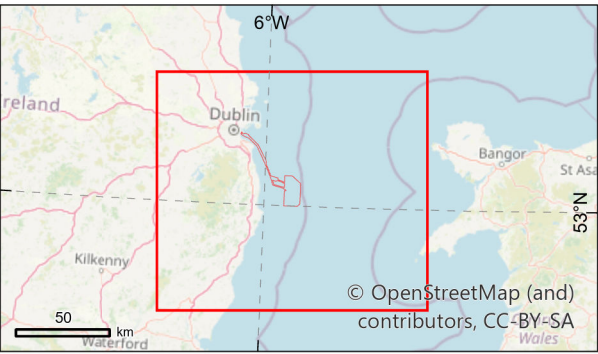 6°W
reland
Dublin
Bangor
St Asa
53°N
Kilkenny
© OpenStreetMap (and)
contributors, CC-BY-SA
50
km
Waterford
Wales